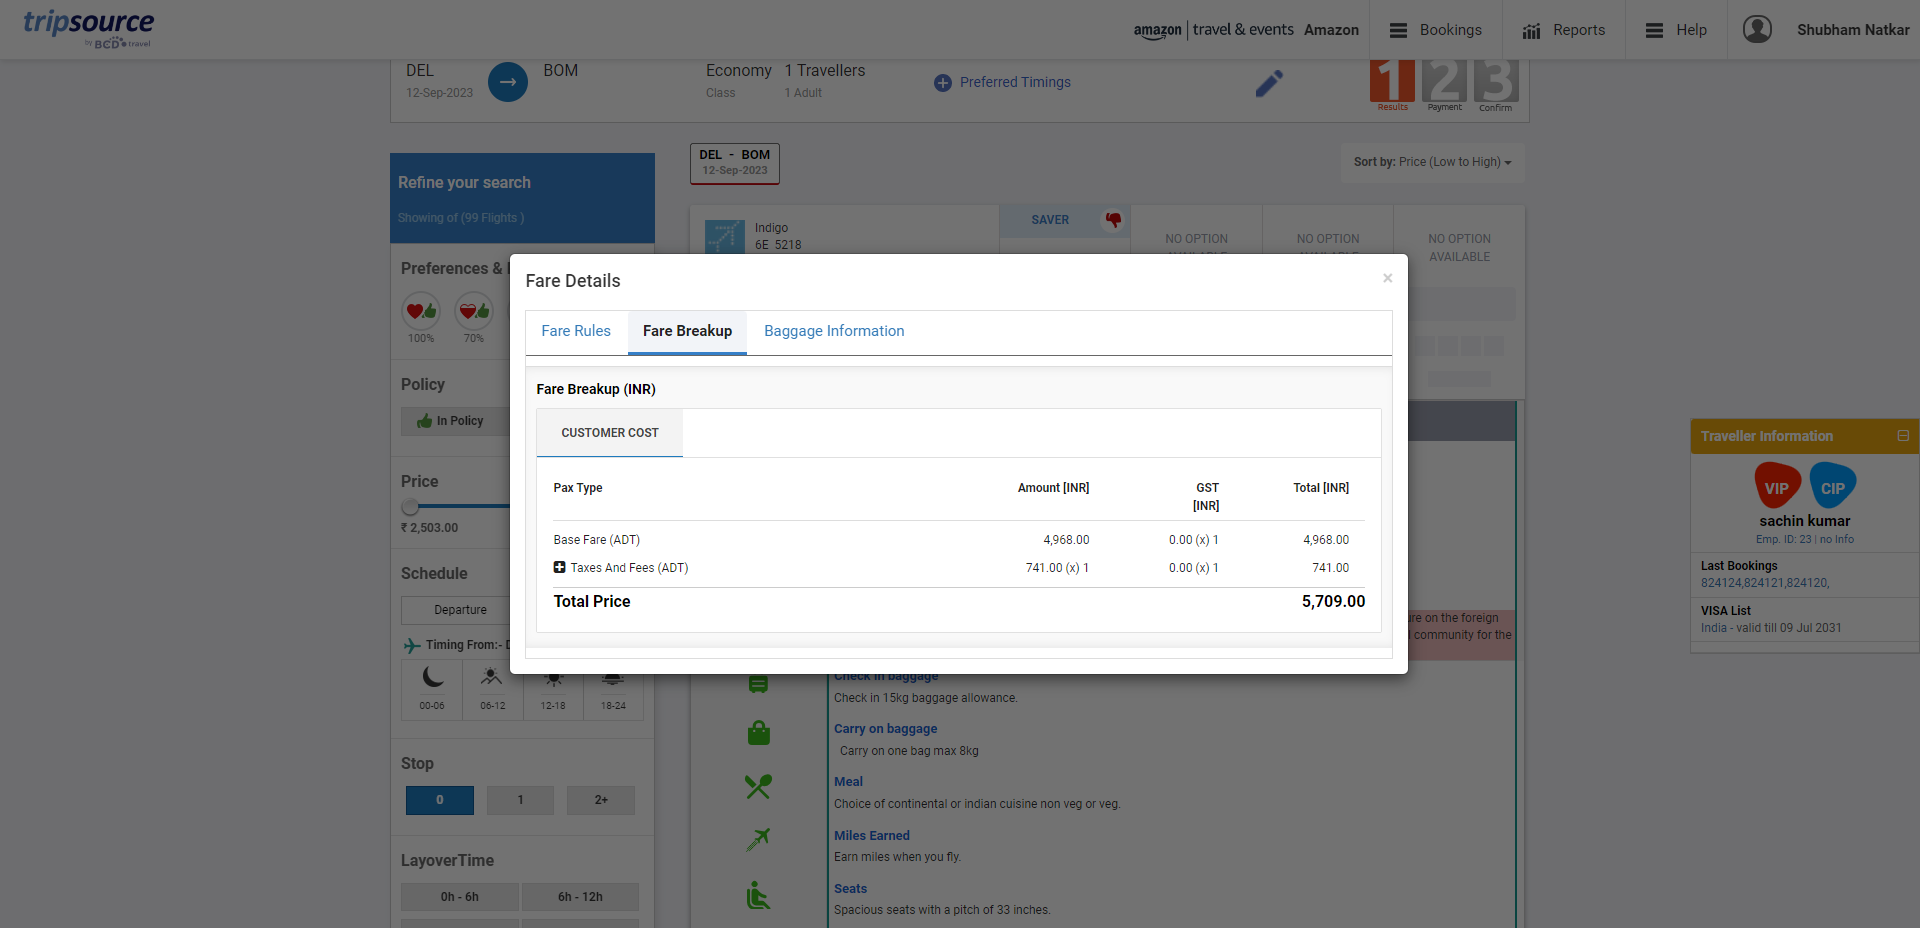 tripsource
by BCD travel
amazon | travel & events Amazon
Bookings
Reports
Help
Shubham Natkar
DEL
12-Sep-2023
BOM
Economy
Class
1 Travellers
1 Adult
Preferred Timings
1 2 3
Results Payment Confirm
Refine your search
Showing of (99 Flights )
DEL - BOM
12-Sep-2023
Sort by: Price (Low to High)
Indigo
6E 5218
SAVER
NO OPTION
NO OPTION
NO OPTION
AVAILABLE
Preferences &
100%
70%
Policy
In Policy
Price
₹ 2,503.00
Schedule
Departure
Timing From:-
00-06
06-12
12-18
18-24
Stop
0
1
2+
LayoverTime
0h - 6h
6h - 12h
Fare Details
×
Fare Rules
Fare Breakup
Baggage Information
Fare Breakup (INR)
CUSTOMER COST
Pax Type Amount [INR] GST [INR] Total [INR]
Base Fare (ADT) 4,968.00 0.00 (x) 1 4,968.00
Taxes And Fees (ADT) 741.00 (x) 1 0.00 (x) 1 741.00
Total Price 5,709.00
on the foreign
community for the
Check in baggage
Check in 15kg baggage allowance.
Carry on baggage
Carry on one bag max 8kg
Meal
Choice of continental or indian cuisine non veg or veg.
Miles Earned
Earn miles when you fly.
Seats
Spacious seats with a pitch of 33 inches.
Traveller Information
VIP
CIP
sachin kumar
Emp. ID: 23 | no Info
Last Bookings
824124,824121,824120,
VISA List
India - valid till 09 Jul 2031